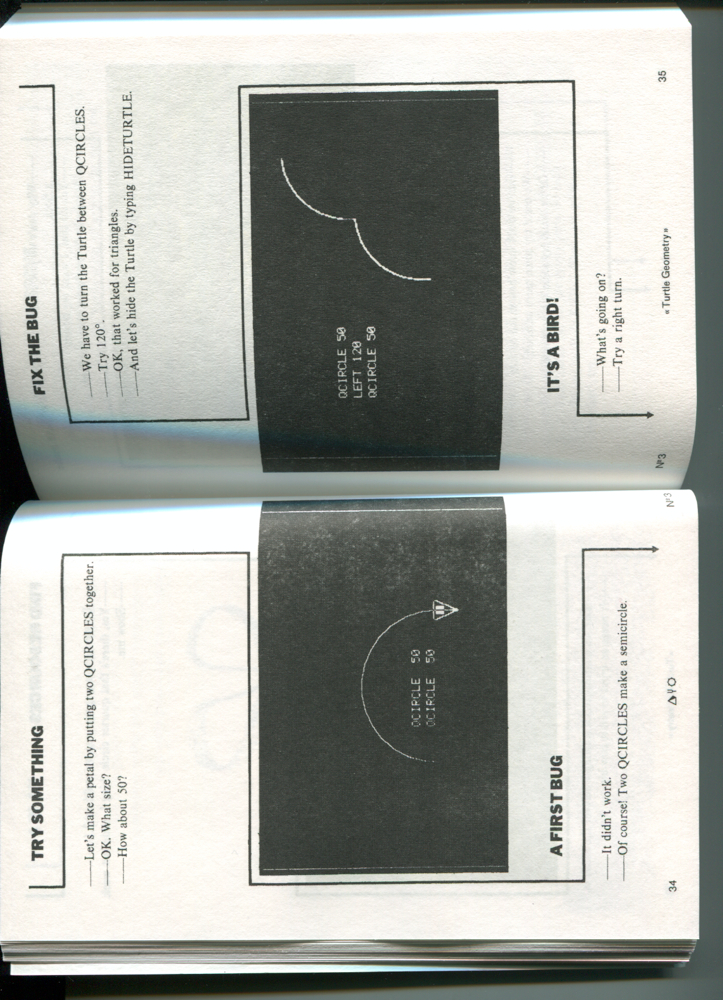 TRY SOMETHING
—Let's make a petal by putting two QCIRCLES together.
—OK. What size?
—How about 50?
QCIRCLE 50
QCIRCLE 50
A FIRST BUG
—It didn't work.
—Of course! Two QCIRCLES make a semicircle.
34
Nº3
FIX THE BUG
—We have to turn the Turtle between QCIRCLES.
—Try 120°.
—OK, that worked for triangles.
—And let's hide the Turtle by typing HIDETURTLE.
QCIRCLE 50
LEFT 120
QCIRCLE 50
IT'S A BIRD!
—What's going on?
—Try a right turn.
Nº3
«Turtle Geometry»
35